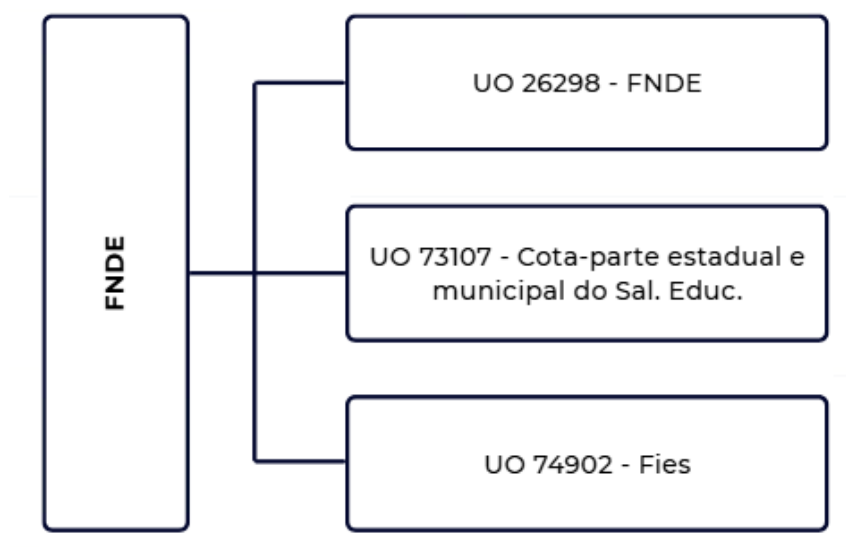 FNDE
UO 26298 - FNDE
UO 73107 - Cota-parte estadual e
municipal do Sal. Educ.
UO 74902 - Fies